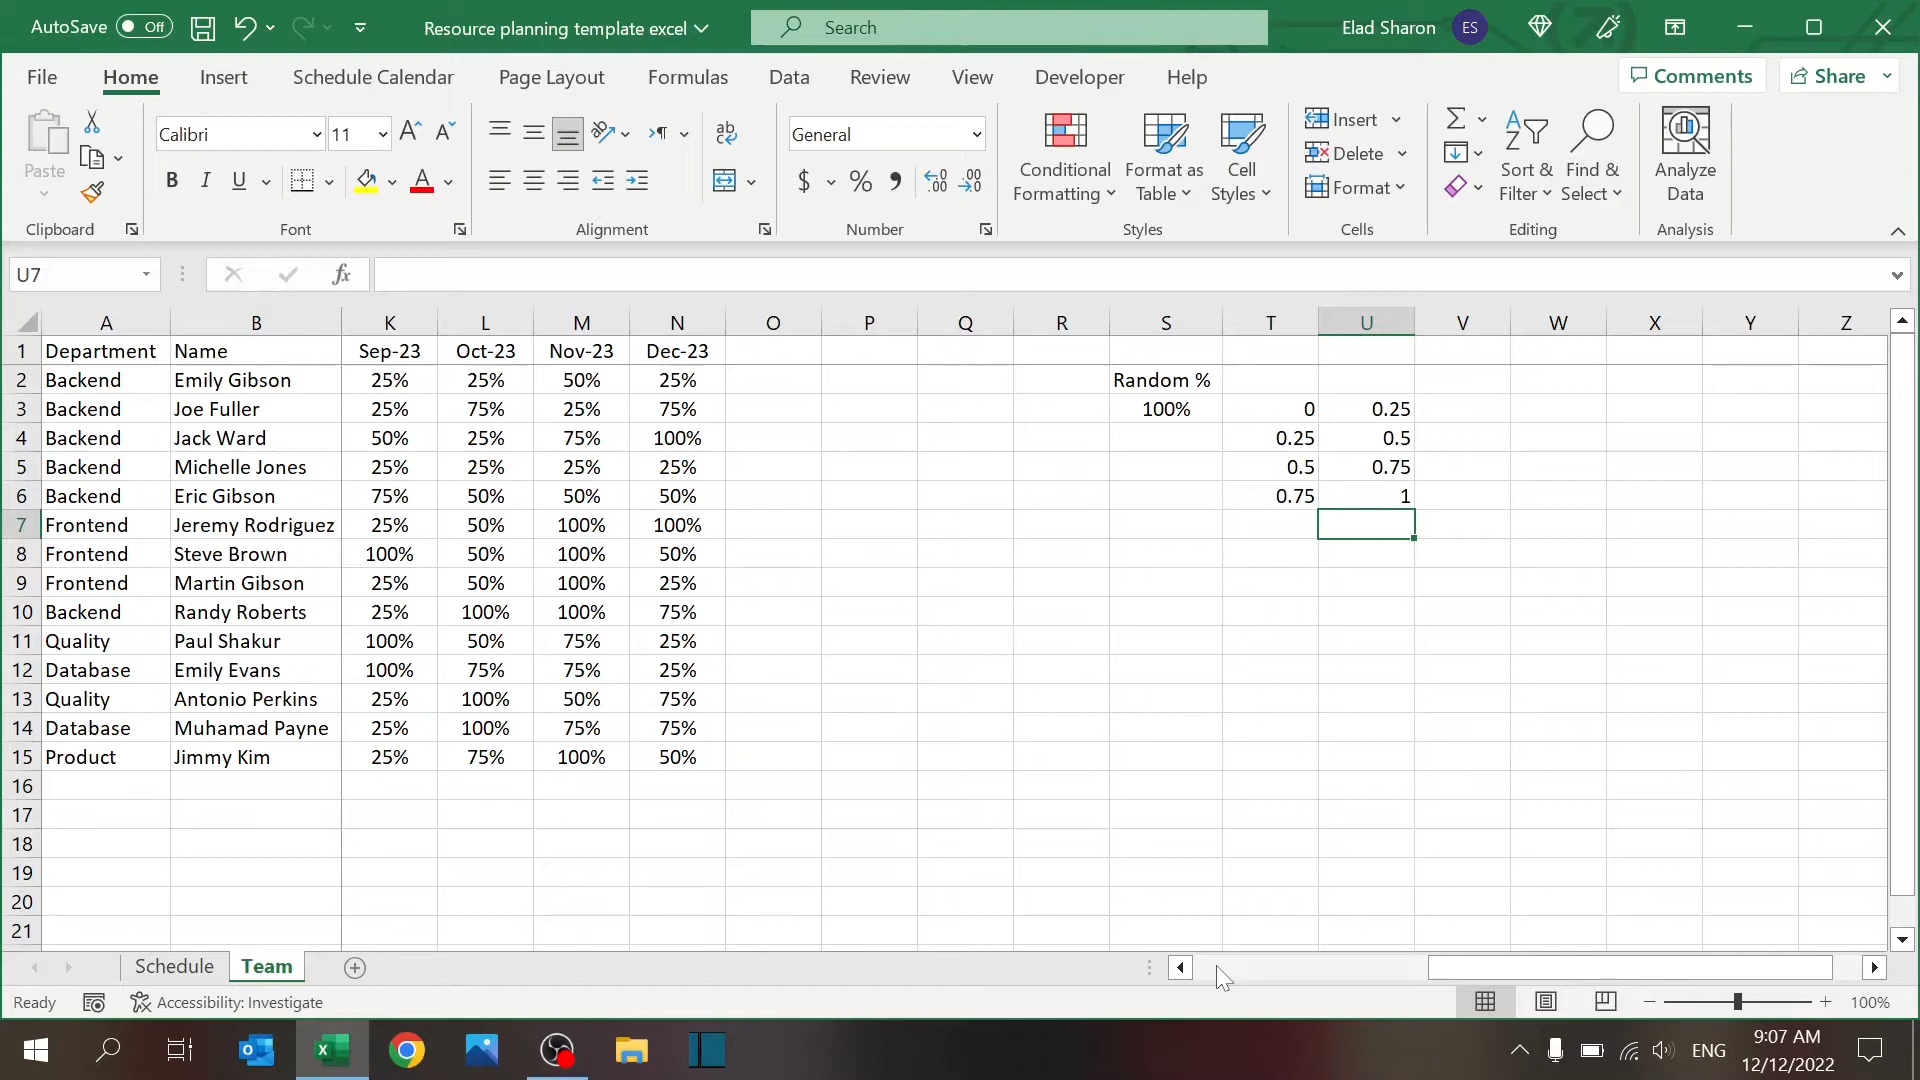 AutoSave Off Resource planning template excel Search Elad Sharon ES
File Home Insert Schedule Calendar Page Layout Formulas Data Review View Developer Help Comments Share
Paste Calibri 11 General Conditional Formatting Format as Table Cell Styles Insert Delete Format Sort & Filter Find & Select Analyze Data
Clipboard Font Alignment Number Styles Cells Editing Analysis
U7 fx
A B K L M N O P Q R S T U V W X Y Z
1 Department Name Sep-23 Oct-23 Nov-23 Dec-23
2 Backend Emily Gibson 25% 25% 50% 25% Random %
3 Backend Joe Fuller 25% 75% 25% 75% 100% 0 0.25
4 Backend Jack Ward 50% 25% 75% 100% 0.25 0.5
5 Backend Michelle Jones 25% 25% 25% 25% 0.5 0.75
6 Backend Eric Gibson 75% 50% 50% 50% 0.75 1
7 Frontend Jeremy Rodriguez 25% 50% 100% 100%
8 Frontend Steve Brown 100% 50% 100% 50%
9 Frontend Martin Gibson 25% 50% 100% 25%
10 Backend Randy Roberts 25% 100% 100% 75%
11 Quality Paul Shakur 100% 50% 75% 25%
12 Database Emily Evans 100% 75% 75% 25%
13 Quality Antonio Perkins 25% 100% 50% 75%
14 Database Muhamad Payne 25% 100% 75% 75%
15 Product Jimmy Kim 25% 75% 100% 50%
16
17
18
19
20
21
Schedule Team
Ready Accessibility: Investigate 100%
ENG 9:07 AM
12/12/2022